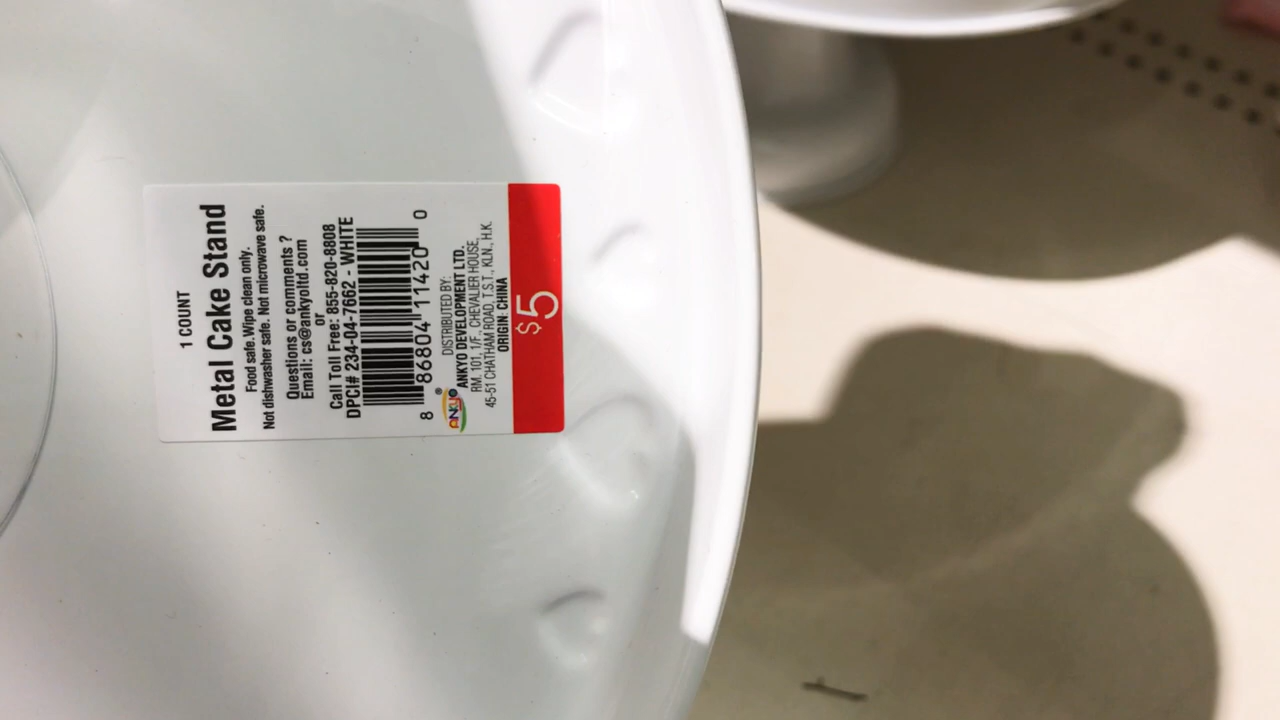 1 COUNT
Metal Cake Stand
Food safe.Wipe clean only.
Not dishwasher safe. Not microwave safe.
Questions or comments ?
Email: cs@ankyoltd.com
or
Call Toll Free: 855-820-8808
DPCI# 234-04-7662 - WHITE
8 86804 11420 0
ANKYO ®
DISTRIBUTED BY:
ANKYO DEVELOPMENT LTD.
RM. 101, 1/F., CHEVALIER HOUSE,
45-51 CHATHAM ROAD, T.S.T., KLN., H.K.
ORIGIN: CHINA
$5